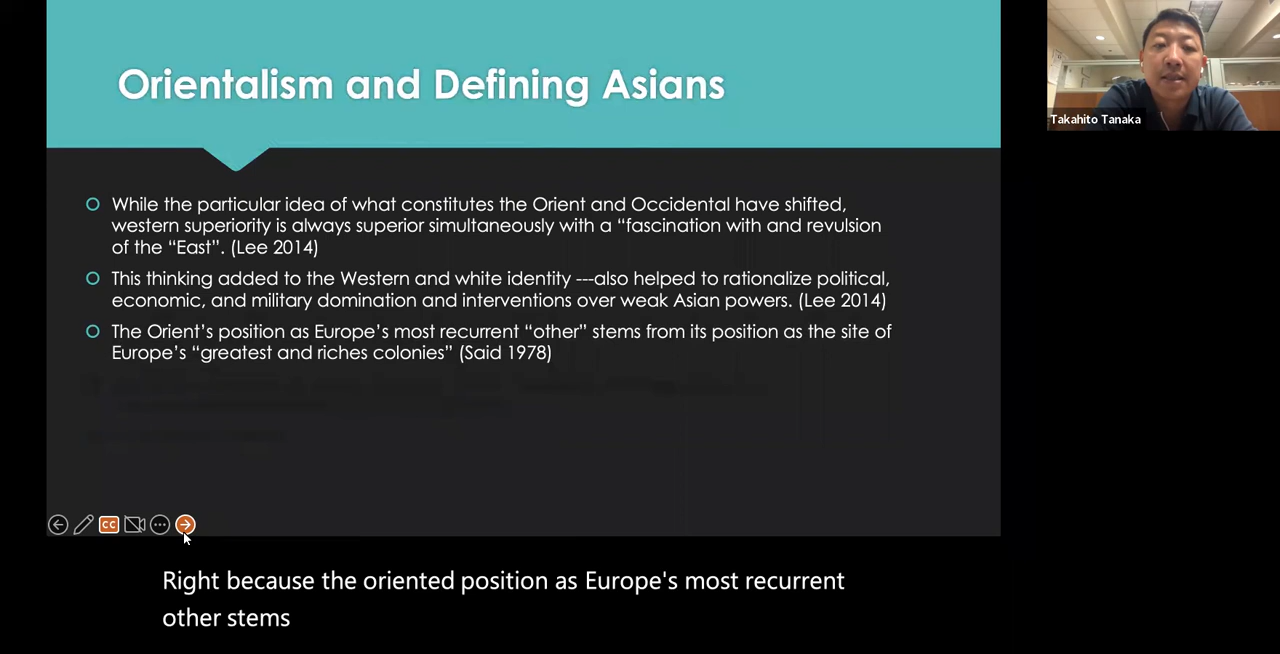 Orientalism and Defining Asians
While the particular idea of what constitutes the Orient and Occidental have shifted,
western superiority is always superior simultaneously with a “fascination with and revulsion
of the “East”. (Lee 2014)
This thinking added to the Western and white identity ---also helped to rationalize political,
economic, and military domination and interventions over weak Asian powers. (Lee 2014)
The Orient’s position as Europe’s most recurrent “other” stems from its position as the site of
Europe’s “greatest and riches colonies” (Said 1978)
CC
Right because the oriented position as Europe's most recurrent
other stems
Takahito Tanaka